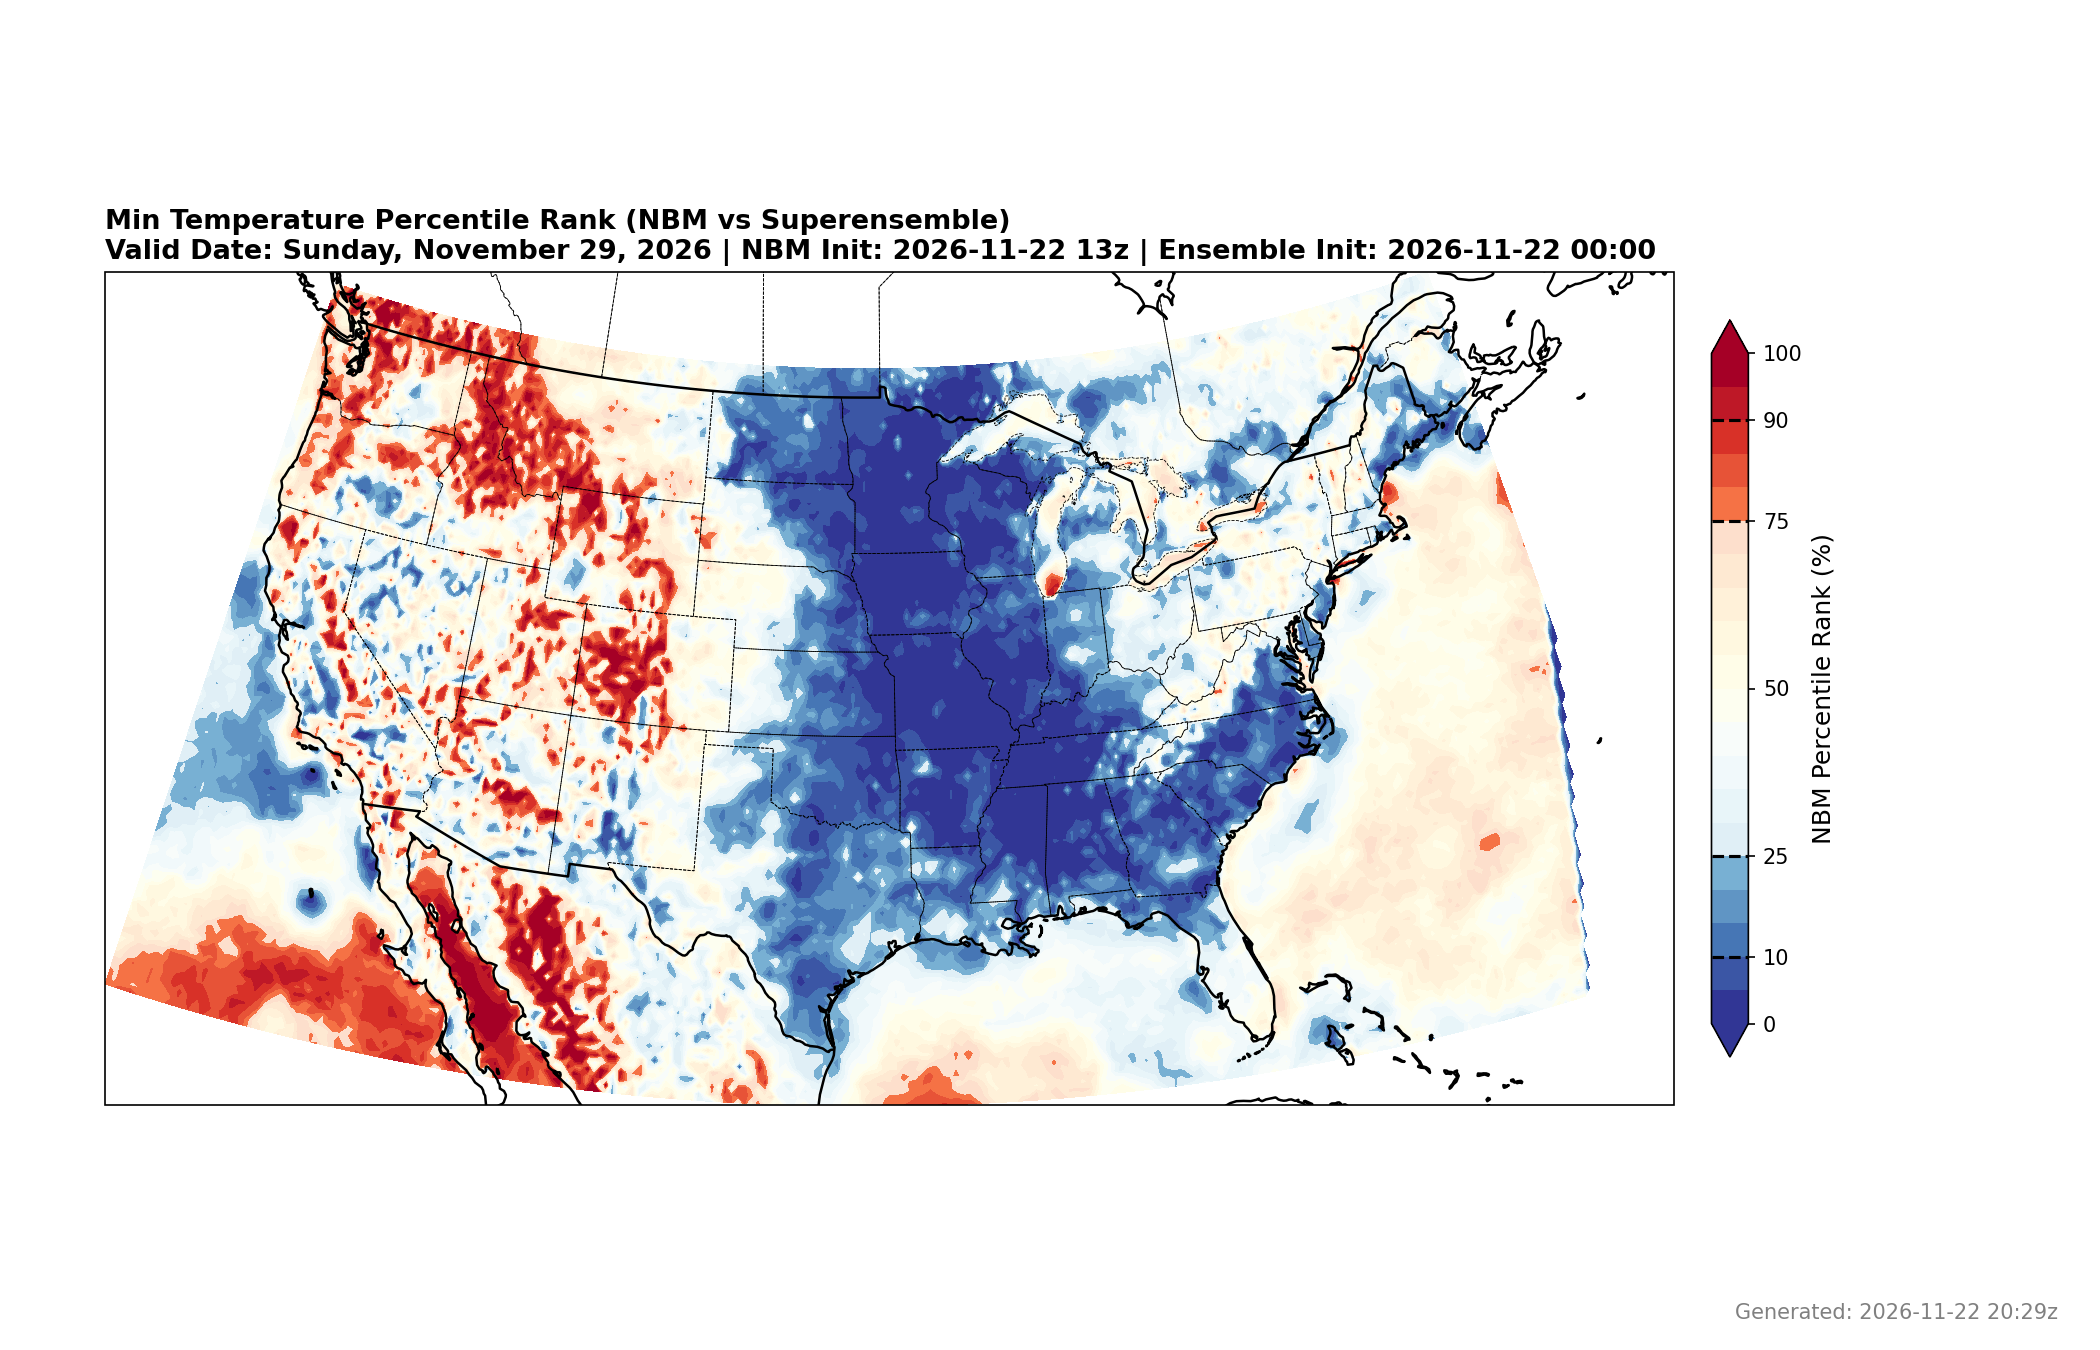 Min Temperature Percentile Rank (NBM vs Superensemble)
Valid Date: Sunday, November 29, 2026 | NBM Init: 2026-11-22 13z | Ensemble Init: 2026-11-22 00:00
100
90
75
50
25
10
0
NBM Percentile Rank (%)
Generated: 2026-11-22 20:29z